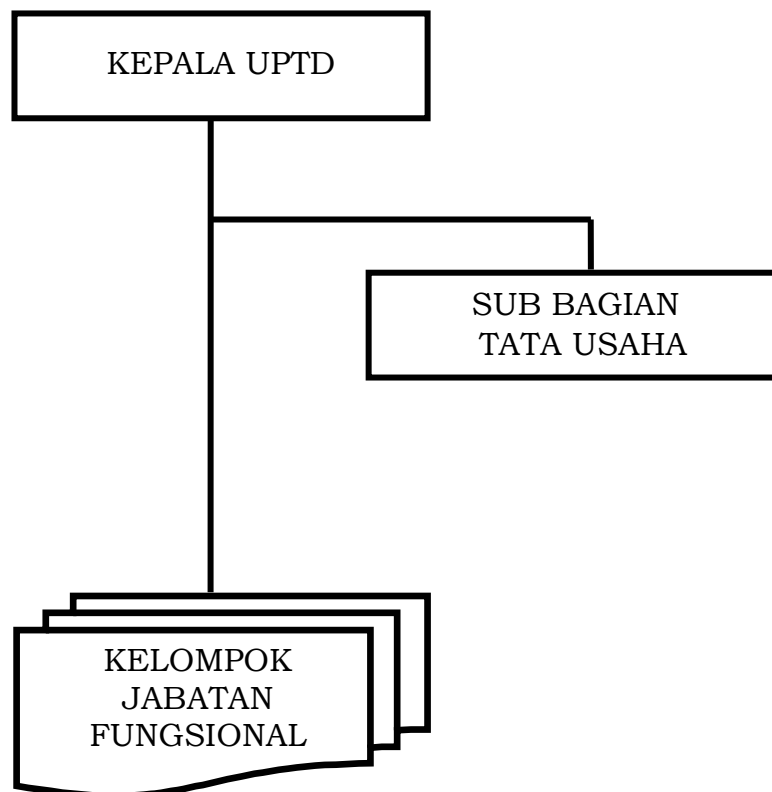 KEPALA UPTD
SUB BAGIAN
TATA USAHA
KELOMPOK
JABATAN
FUNGSIONAL